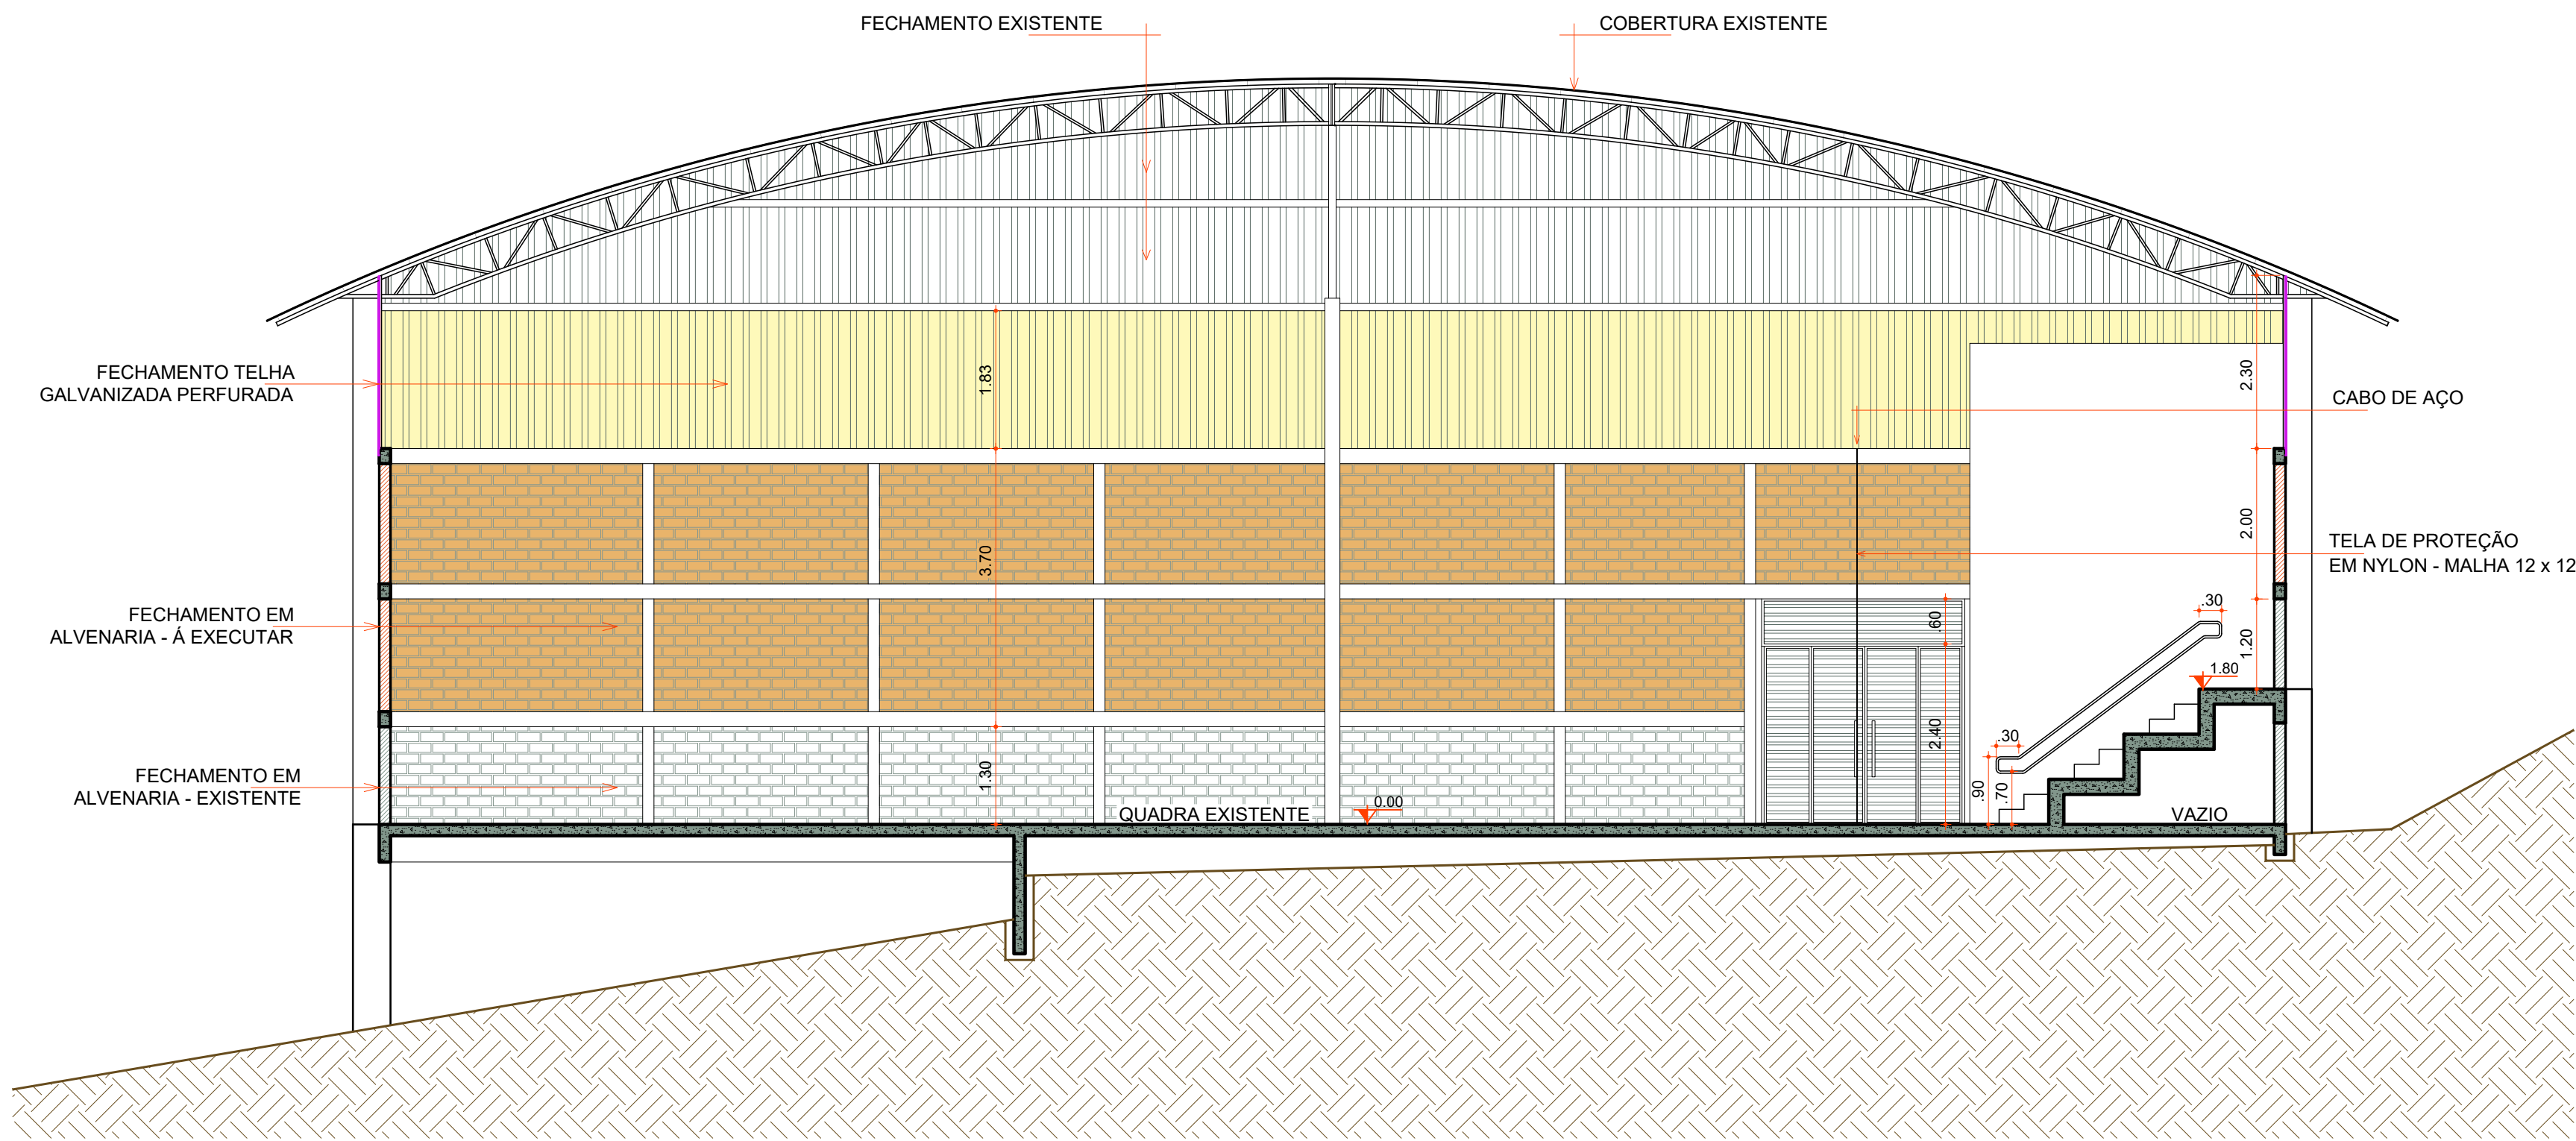 FECHAMENTO EXISTENTE
COBERTURA EXISTENTE
FECHAMENTO TELHA
GALVANIZADA PERFURADA
1.83
2.30
CABO DE AÇO
3.70
2.00
TELA DE PROTEÇÃO
EM NYLON - MALHA 12 x 12
FECHAMENTO EM
ALVENARIA - Á EXECUTAR
.60
.30
1.20
1.80
FECHAMENTO EM
ALVENARIA - EXISTENTE
1.30
2.40
.30
.90
.70
0.00
QUADRA EXISTENTE
VAZIO